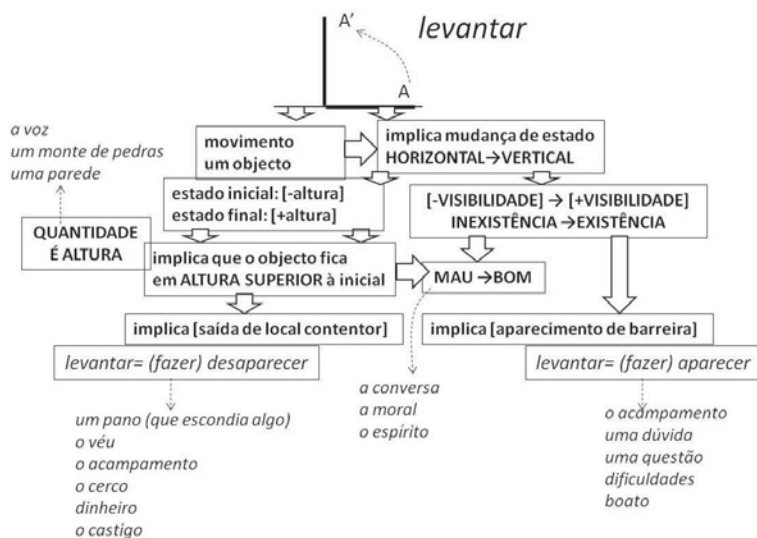 A'
levantar
A
a voz
um monte de pedras
uma parede
movimento
um objecto
implica mudança de estado
HORIZONTAL→VERTICAL
estado inicial: [-altura]
estado final: [+altura]
[-VISIBILIDADE] → [+VISIBILIDADE]
INEXISTÊNCIA →EXISTÊNCIA
QUANTIDADE
É ALTURA
implica que o objecto fica
em ALTURA SUPERIOR à inicial
MAU →BOM
implica [saída de local contentor]
implica [aparecimento de barreira]
levantar= (fazer) desaparecer
levantar= (fazer) aparecer
um pano (que escondia algo)
o véu
o acampamento
o cerco
dinheiro
o castigo
a conversa
a moral
o espírito
o acampamento
uma dúvida
uma questão
dificuldades
boato